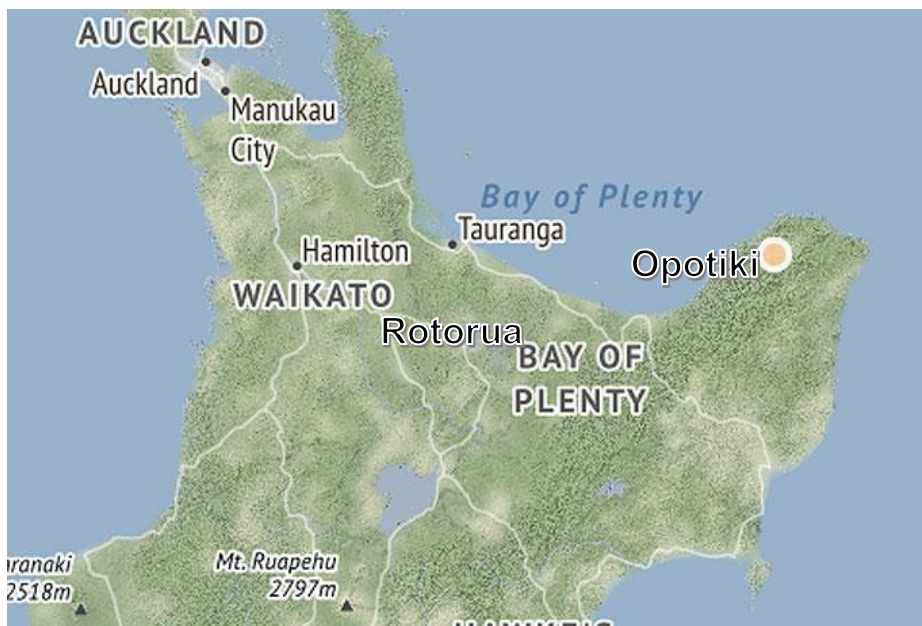 AUCKLAND
Auckland
Manukau
City
Bay of Plenty
Tauranga
Hamilton
Opotiki
WAIKATO
Rotorua
BAY OF
PLENTY
Mt. Ruapehu
2797m
aranaki
2518m